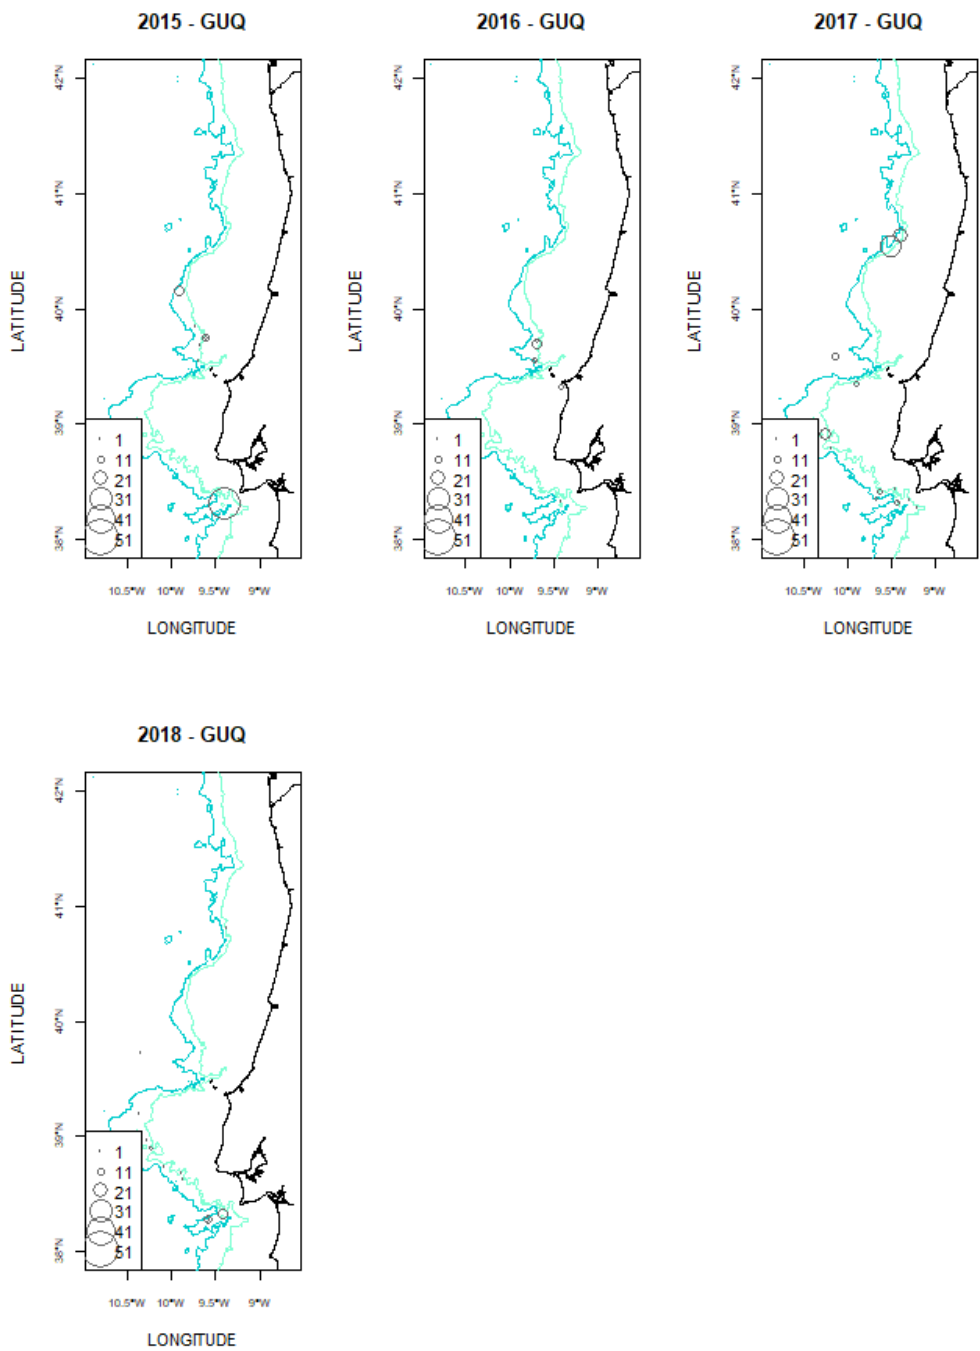 2015 - GUQ
2016 - GUQ
2017 - GUQ
LATITUDE
42°N
41°N
40°N
39°N
38°N
1
11
21
31
41
51
10.5°W 10°W 9.5°W 9°W
LONGITUDE
LATITUDE
42°N
41°N
40°N
39°N
38°N
1
11
21
31
41
51
10.5°W 10°W 9.5°W 9°W
LONGITUDE
LATITUDE
42°N
41°N
40°N
39°N
38°N
1
11
21
31
41
51
10.5°W 10°W 9.5°W 9°W
LONGITUDE
2018 - GUQ
LATITUDE
42°N
41°N
40°N
39°N
38°N
1
11
21
31
41
51
10.5°W 10°W 9.5°W 9°W
LONGITUDE